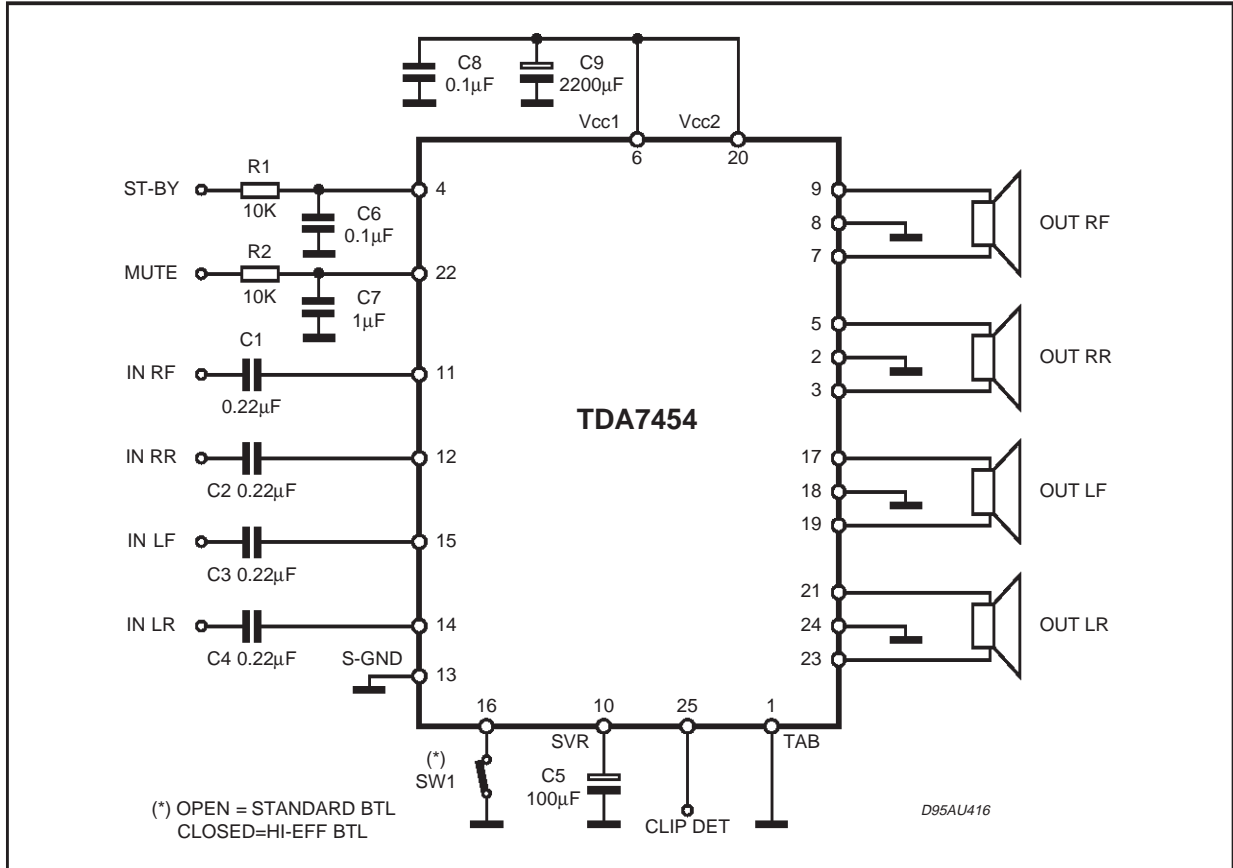 C8
0.1µF
C9
2200µF
Vcc1
Vcc2
6
20
ST-BY
R1
10K
4
C6
0.1µF
MUTE
R2
10K
22
C7
1µF
IN RF
C1
0.22µF
11
IN RR
C2 0.22µF
12
IN LF
C3 0.22µF
15
IN LR
C4 0.22µF
14
S-GND
13
TDA7454
9
8
7
OUT RF
5
2
3
OUT RR
17
18
19
OUT LF
21
24
23
OUT LR
16
10
25
1
(*)
SW1
SVR
C5
100µF
CLIP DET
TAB
(*) OPEN = STANDARD BTL
CLOSED=HI-EFF BTL
D95AU416